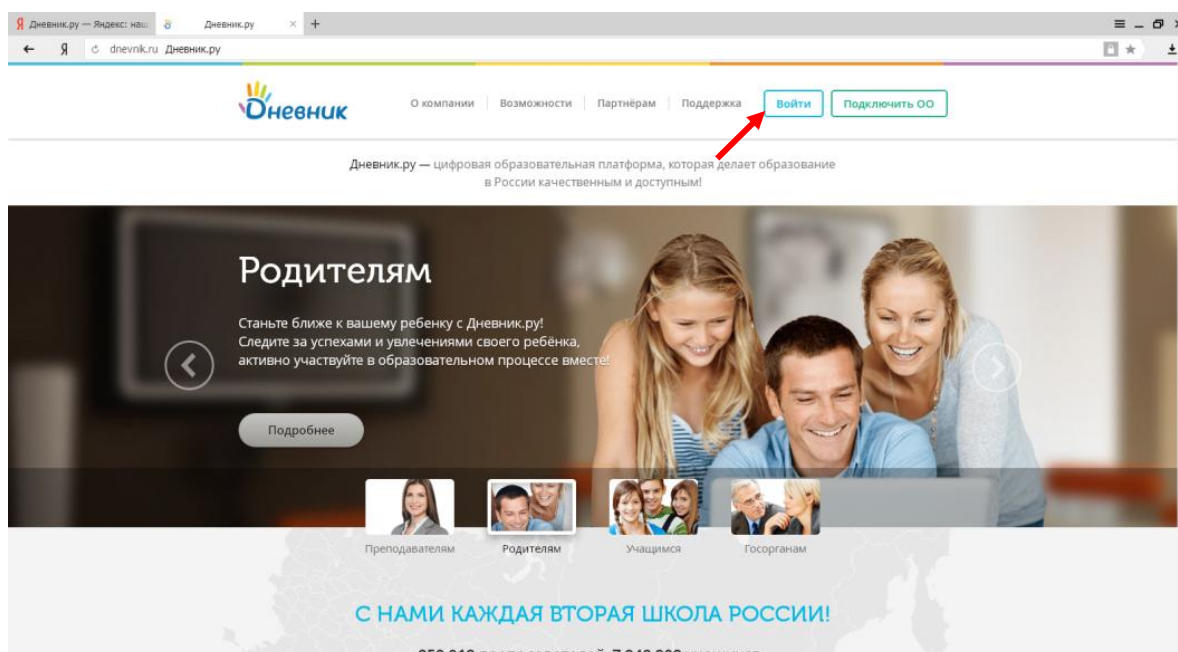 Дневник.ру — Яндекс: наш
Дневник.ру
Я dnevnik.ru Дневник.ру
Дневник
О компании Возможности Партнёрам Поддержка Войти Подключить ОО
Дневник.ру — цифровая образовательная платформа, которая делает образование
в России качественным и доступным!
Родителям
Станьте ближе к вашему ребенку с Дневник.ру!
Следите за успехами и увлечениями своего ребёнка,
активно участвуйте в образовательном процессе вместе!
Подробнее
Преподавателям Родителям Учащимся Госорганам
С НАМИ КАЖДАЯ ВТОРАЯ ШКОЛА РОССИИ!